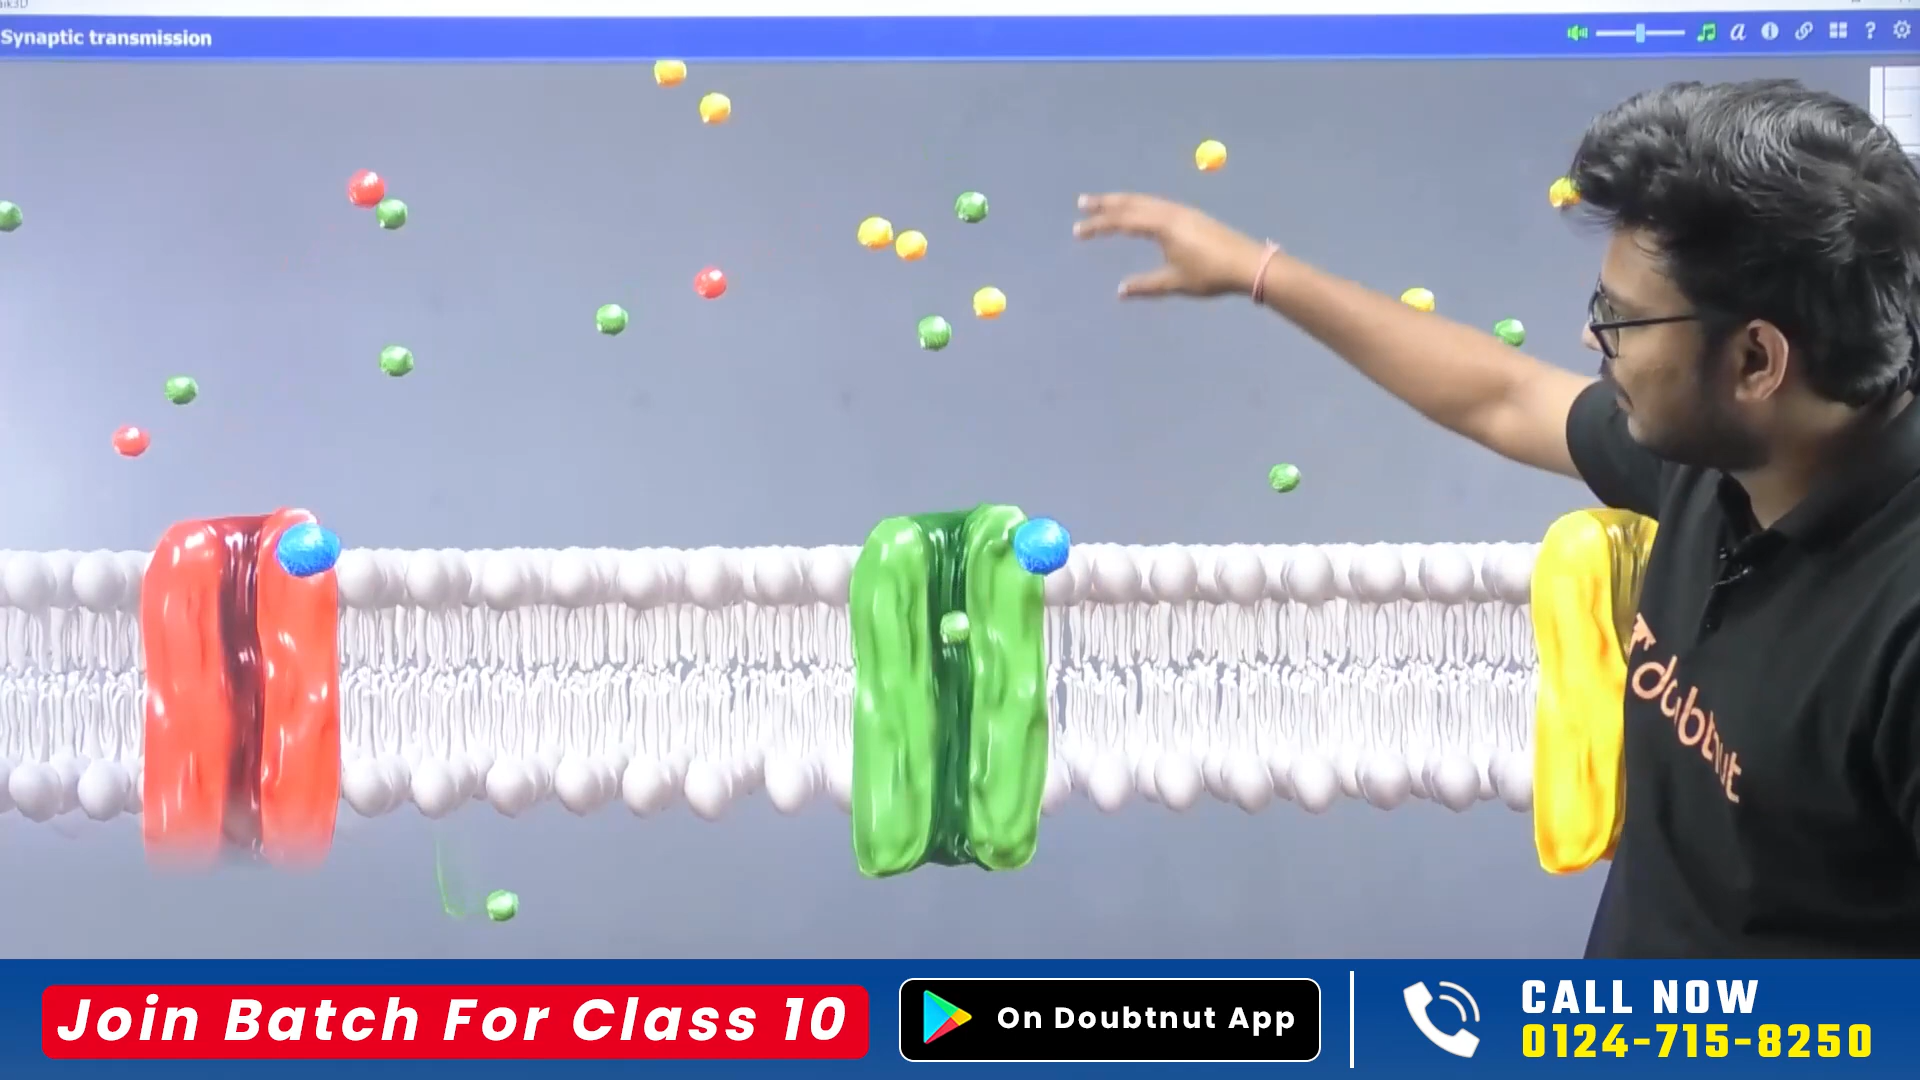 Synaptic transmission
Join Batch For Class 10
On Doubtnut App
CALL NOW
0124-715-8250
doubtnut